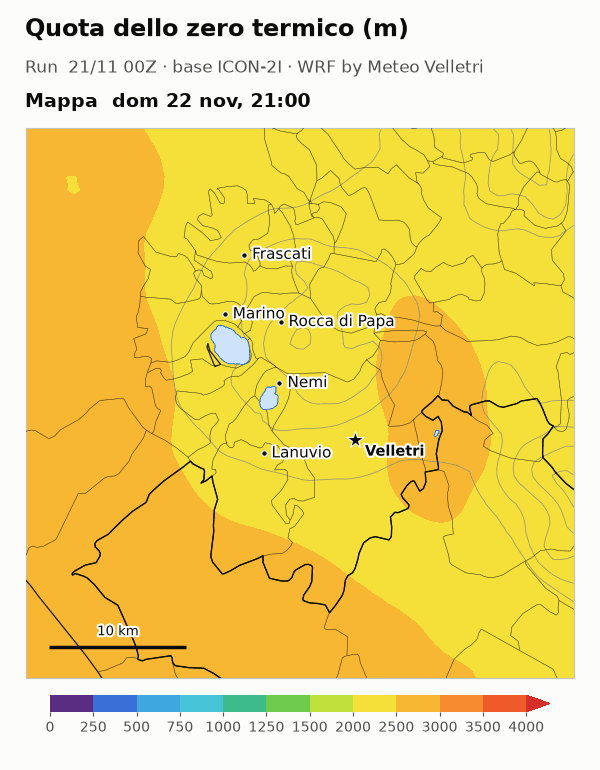 Quota dello zero termico (m)
Run  21/11 00Z · base ICON-2I · WRF by Meteo Velletri
Mappa  dom 22 nov, 21:00
Frascati
Marino
Rocca di Papa
Nemi
Velletri
Lanuvio
10 km
0 250 500 750 1000 1250 1500 2000 2500 3000 3500 4000